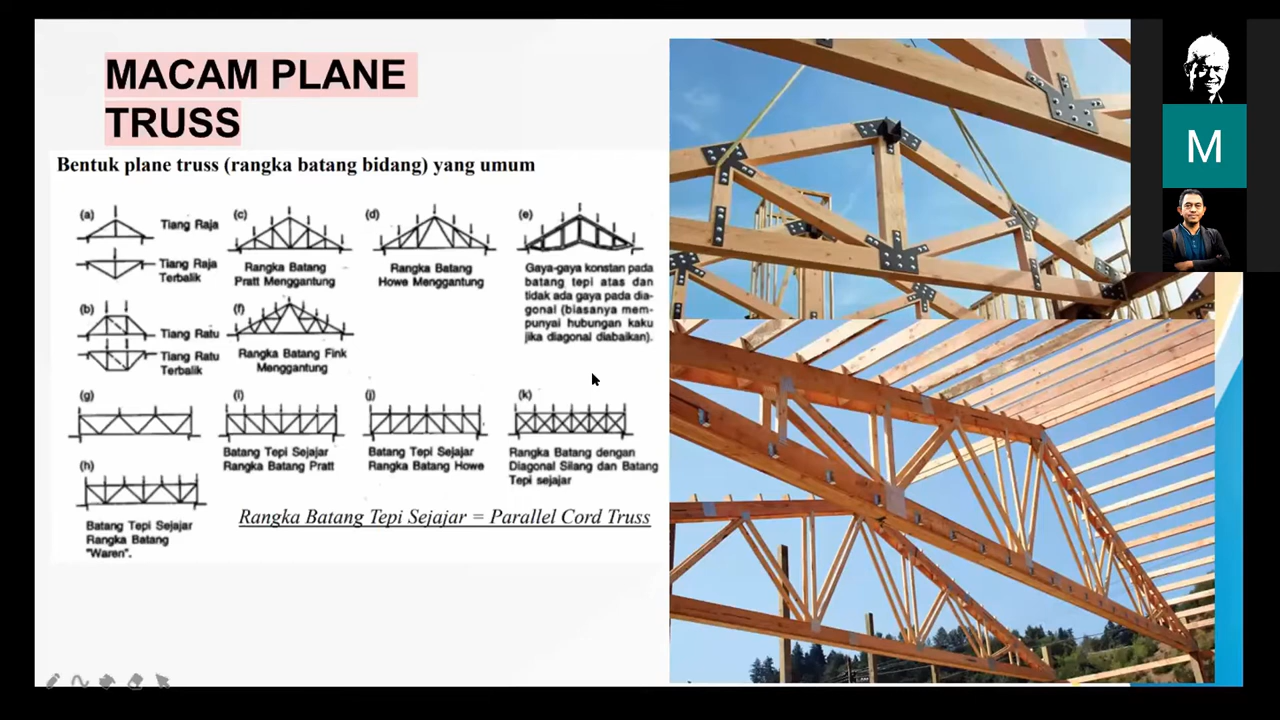 MACAM PLANE
TRUSS
Bentuk plane truss (rangka batang bidang) yang umum
(a)
Tiang Raja
Tiang Raja
Terbalik
(b)
Tiang Ratu
Tiang Ratu
Terbalik
(c)
Rangka Batang
Pratt Menggantung
(d)
Rangka Batang
Howe Menggantung
(e)
Gaya-gaya konstan pada
batang tepi atas dan
tidak ada gaya pada dia-
gonal (biasanya mem-
punyai hubungan kaku
jika diagonal diabaikan).
(f)
Rangka Batang Fink
Menggantung
(g)
(h)
Batang Tepi Sejajar
Rangka Batang
"Waren".
(i)
Batang Tepi Sejajar
Rangka Batang Pratt
(j)
Batang Tepi Sejajar
Rangka Batang Howe
(k)
Rangka Batang dengan
Diagonal Silang dan Batang
Tepi sejajar
Rangka Batang Tepi Sejajar = Parallel Cord Truss
M